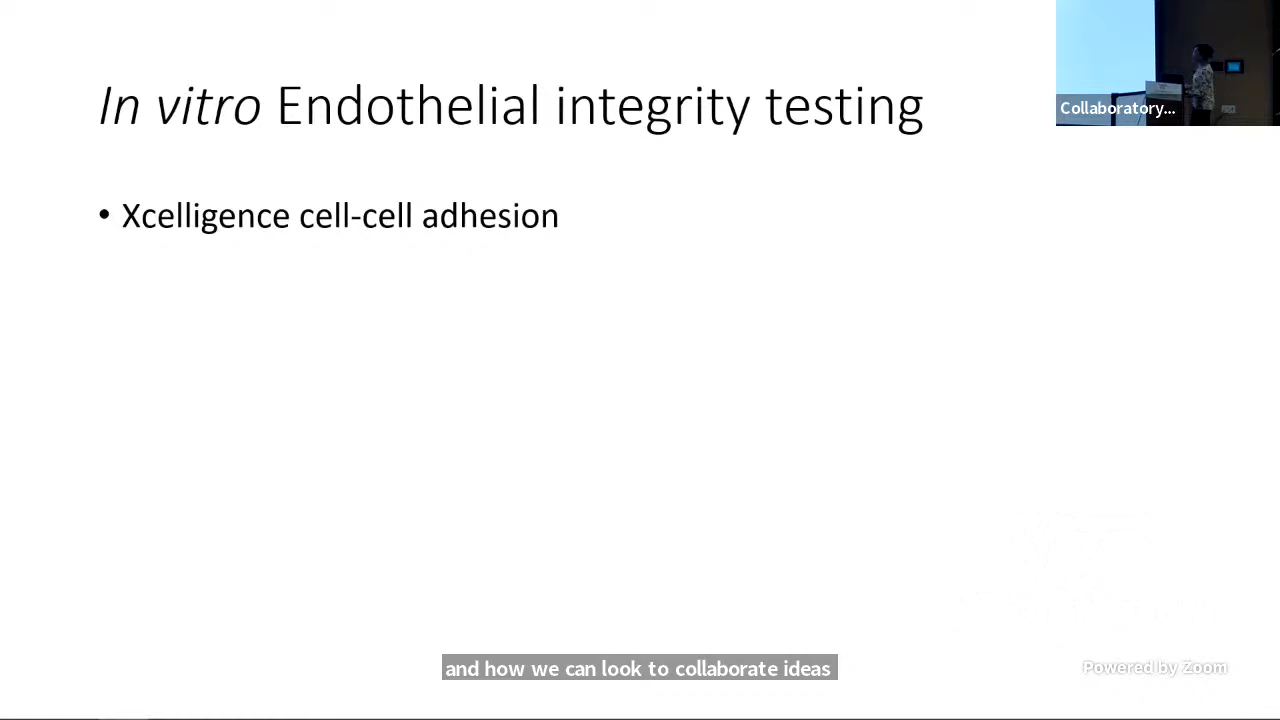 In vitro Endothelial integrity testing
Collaboratory...
• Xcelligence cell-cell adhesion
and how we can look to collaborate ideas
Powered by Zoom